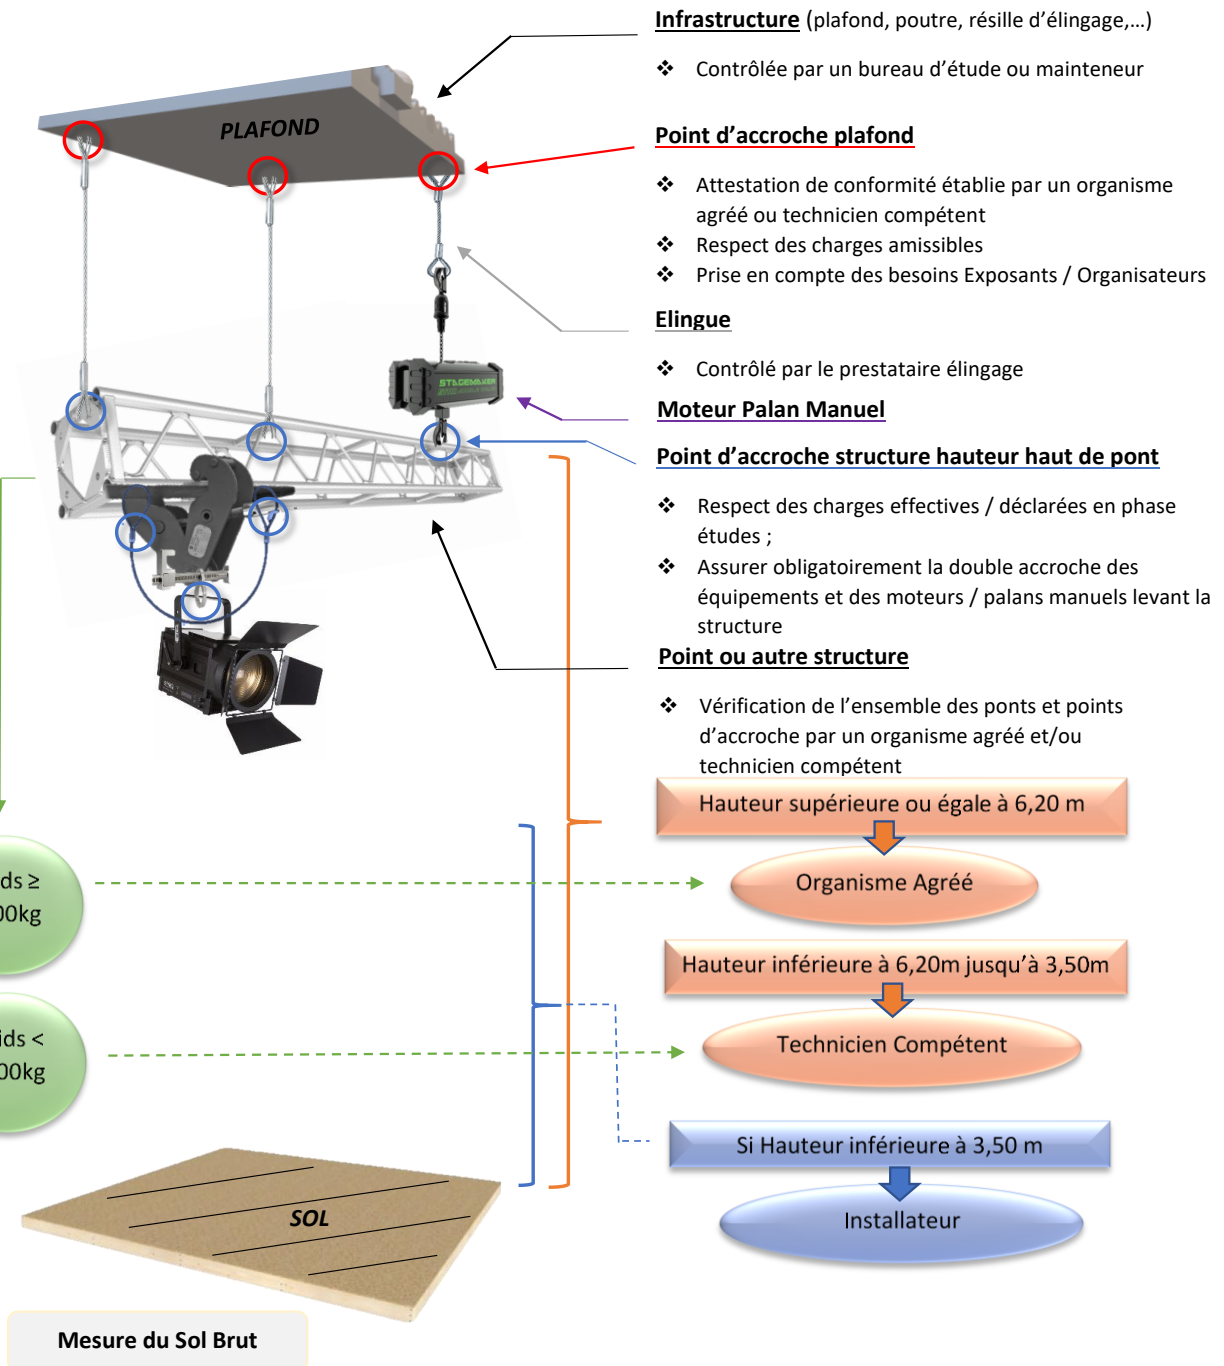 Infrastructure (plafond, poutre, résille d’élingage,…)
❖ Contrôlée par un bureau d’étude ou mainteneur
PLAFOND
Point d’accroche plafond
❖ Attestation de conformité établie par un organisme
agréé ou technicien compétent
❖ Respect des charges amissibles
❖ Prise en compte des besoins Exposants / Organisateurs
Elingue
❖ Contrôlé par le prestataire élingage
STAGEMAKER
Moteur Palan Manuel
Point d’accroche structure hauteur haut de pont
❖ Respect des charges effectives / déclarées en phase
études ;
❖ Assurer obligatoirement la double accroche des
équipements et des moteurs / palans manuels levant la
structure
Point ou autre structure
❖ Vérification de l’ensemble des ponts et points
d’accroche par un organisme agréé et/ou
technicien compétent
Hauteur supérieure ou égale à 6,20 m
ds ≥
00kg
Organisme Agréé
Hauteur inférieure à 6,20m jusqu’à 3,50m
ids <
00kg
Technicien Compétent
Si Hauteur inférieure à 3,50 m
SOL
Installateur
Mesure du Sol Brut